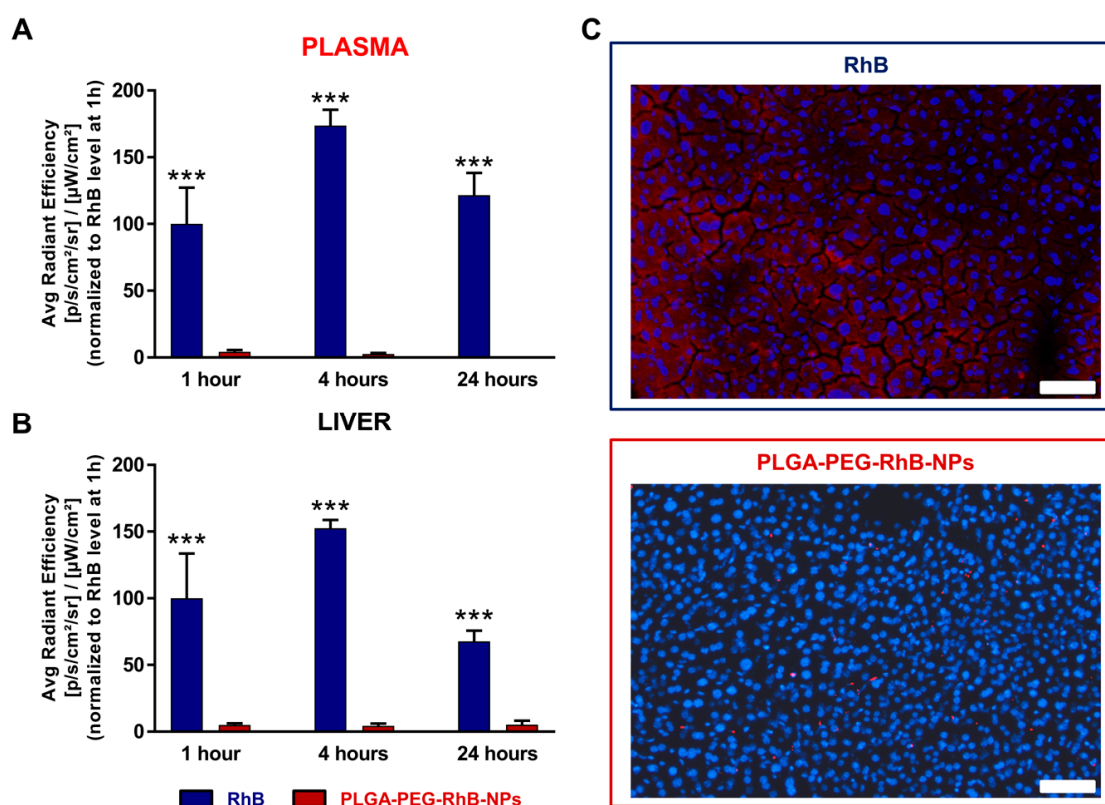 A
PLASMA
Avg Radiant Efficiency
[p/s/cm²/sr] / [µW/cm²]
(normalized to RhB level at 1h)
200
150
100
50
0
***
***
***
1 hour
4 hours
24 hours
B
LIVER
Avg Radiant Efficiency
[p/s/cm²/sr] / [µW/cm²]
(normalized to RhB level at 1h)
200
150
100
50
0
***
***
***
1 hour
4 hours
24 hours
RhB
PLGA-PEG-RhB-NPs
C
RhB
PLGA-PEG-RhB-NPs